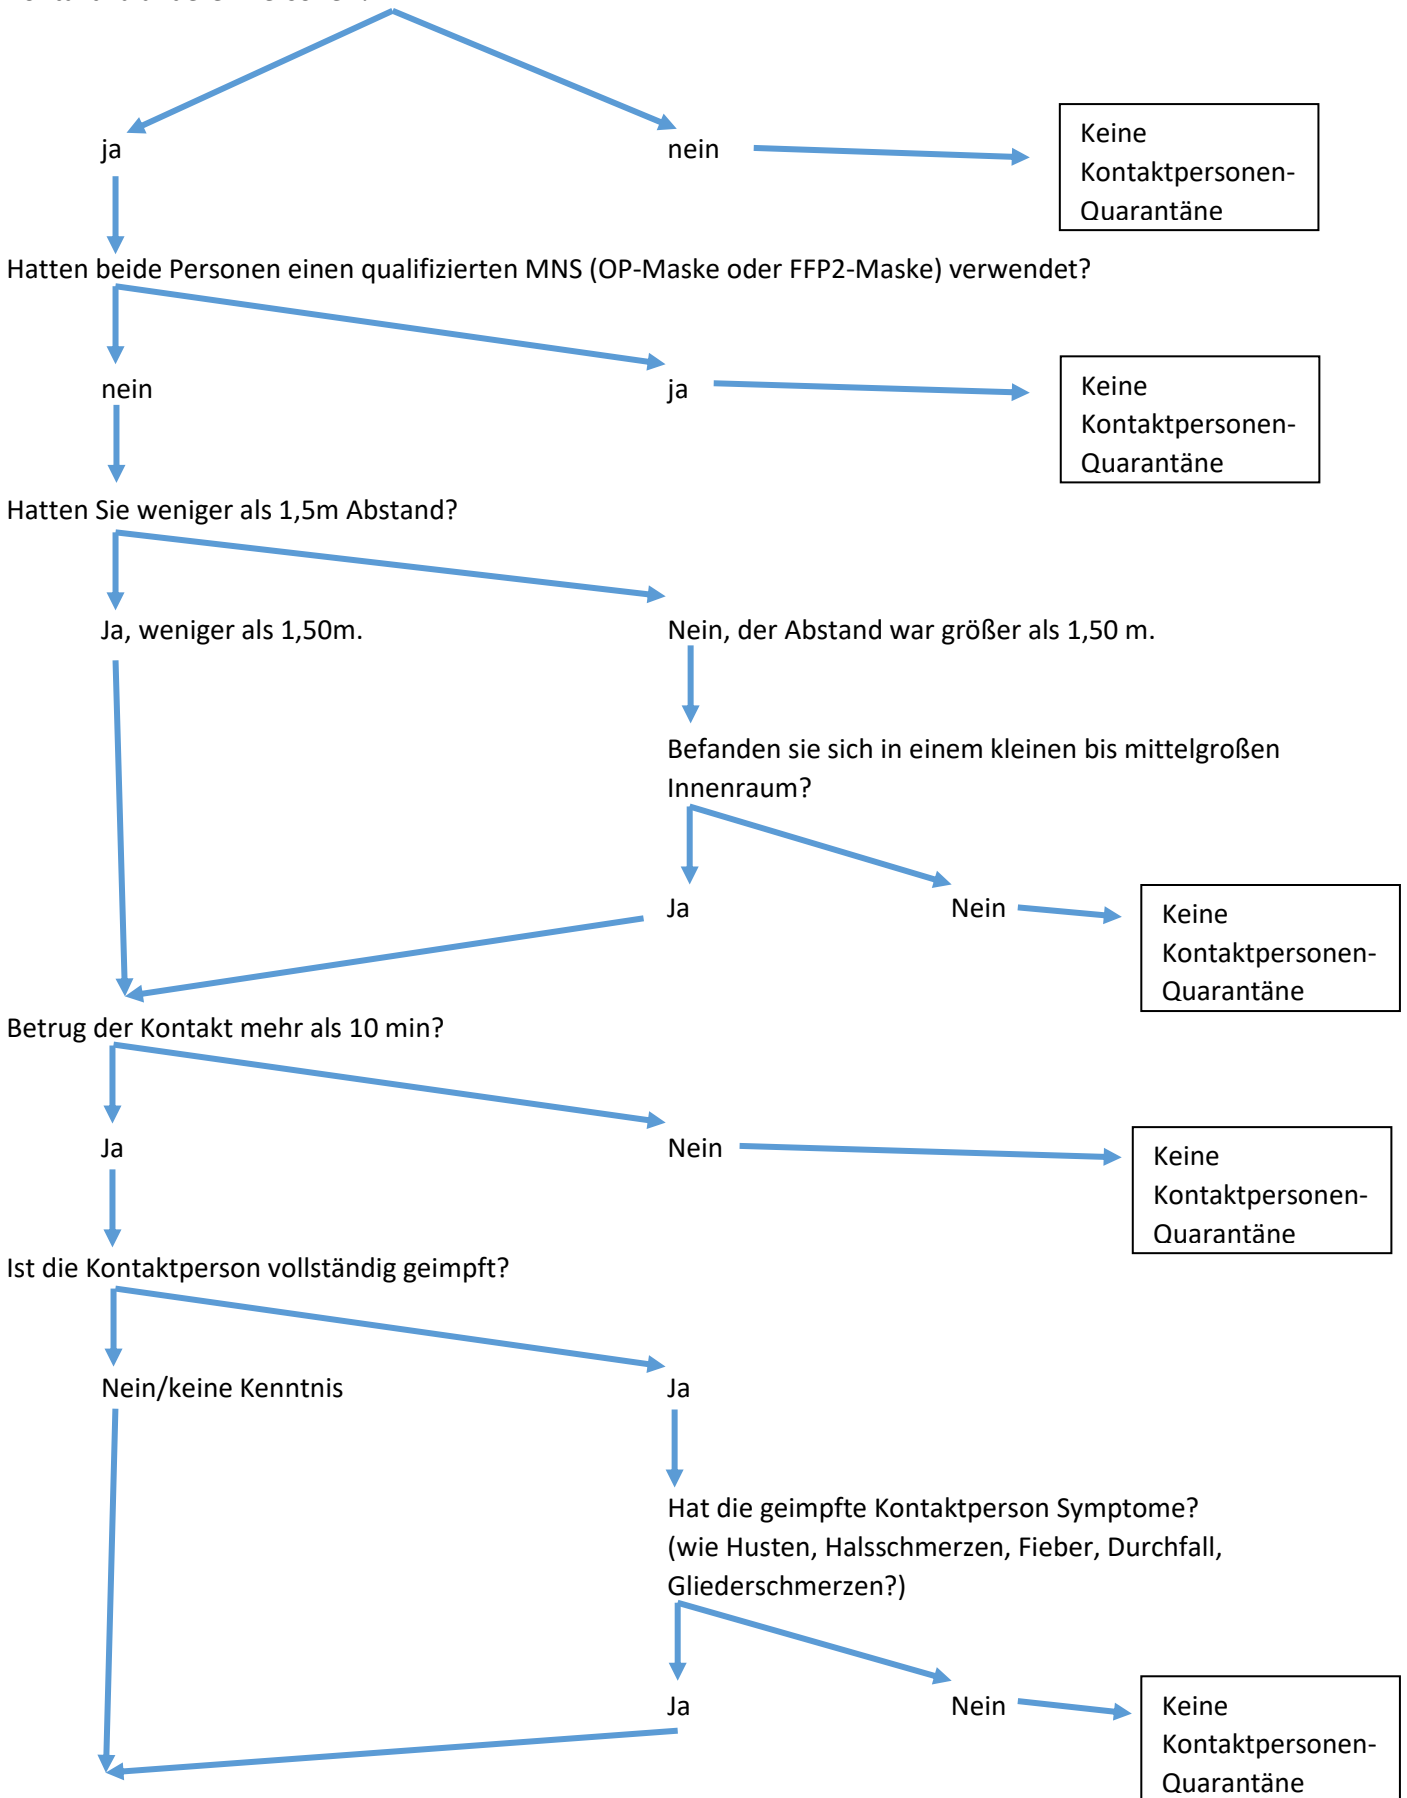 ja
nein
Keine
Kontaktpersonen-
Quarantäne
Hatten beide Personen einen qualifizierten MNS (OP-Maske oder FFP2-Maske) verwendet?
nein
ja
Keine
Kontaktpersonen-
Quarantäne
Hatten Sie weniger als 1,5m Abstand?
Ja, weniger als 1,50m.
Nein, der Abstand war größer als 1,50 m.
Befanden sie sich in einem kleinen bis mittelgroßen
Innenraum?
Ja
Nein
Keine
Kontaktpersonen-
Quarantäne
Betrug der Kontakt mehr als 10 min?
Ja
Nein
Keine
Kontaktpersonen-
Quarantäne
Ist die Kontaktperson vollständig geimpft?
Nein/keine Kenntnis
Ja
Hat die geimpfte Kontaktperson Symptome?
(wie Husten, Halsschmerzen, Fieber, Durchfall,
Gliederschmerzen?)
Ja
Nein
Keine
Kontaktpersonen-
Quarantäne